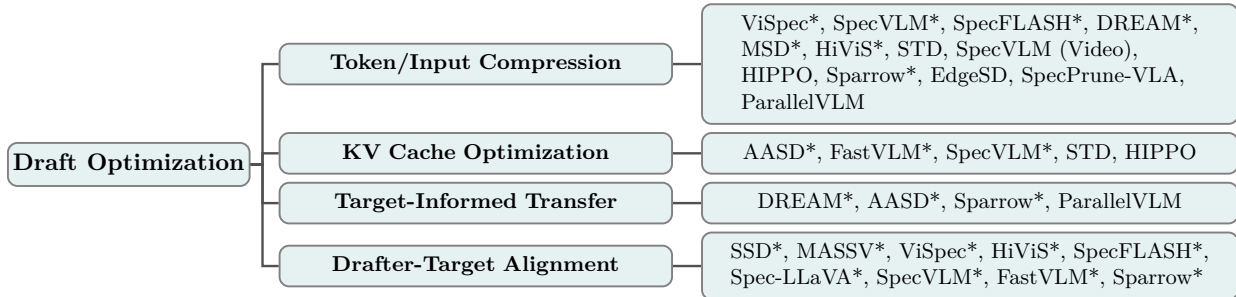 Draft Optimization
Token/Input Compression
ViSpec*, SpecVLM*, SpecFLASH*, DREAM*,
MSD*, HiViS*, STD, SpecVLM (Video),
HIPPO, Sparrow*, EdgeSD, SpecPrune-VLA,
ParallelVLM
KV Cache Optimization
AASD*, FastVLM*, SpecVLM*, STD, HIPPO
Target-Informed Transfer
DREAM*, AASD*, Sparrow*, ParallelVLM
Drafter-Target Alignment
SSD*, MASSV*, ViSpec*, HiViS*, SpecFLASH*,
Spec-LLaVA*, SpecVLM*, FastVLM*, Sparrow*